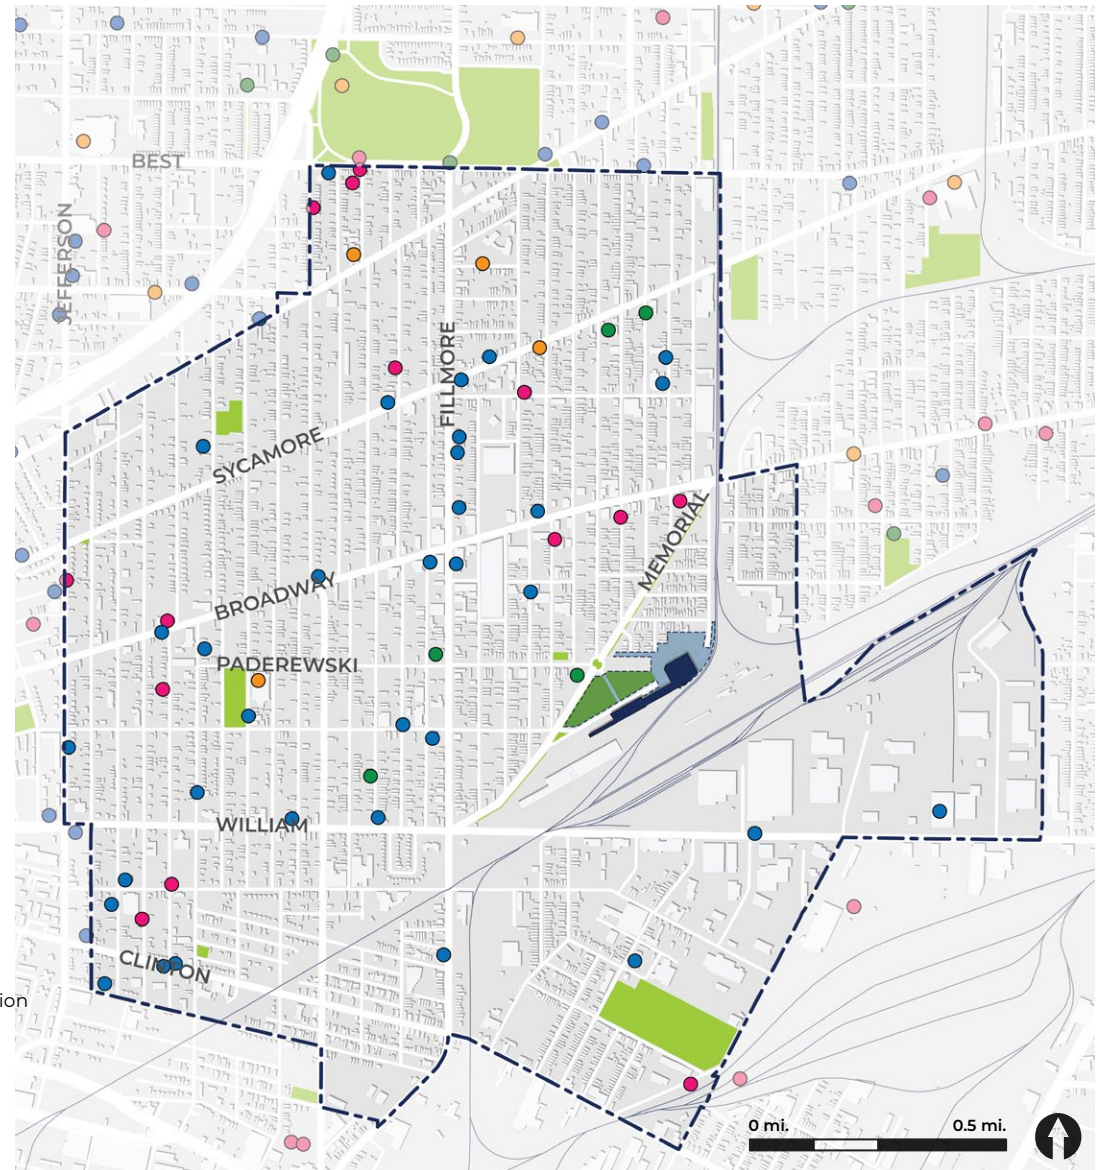 BEST
JEFFERSON
FILLMORE
SYCAMORE
MEMORIAL
BROADWAY
PADEREWSKI
WILLIAM
CLINTON
ion
0 mi.
0.5 mi.